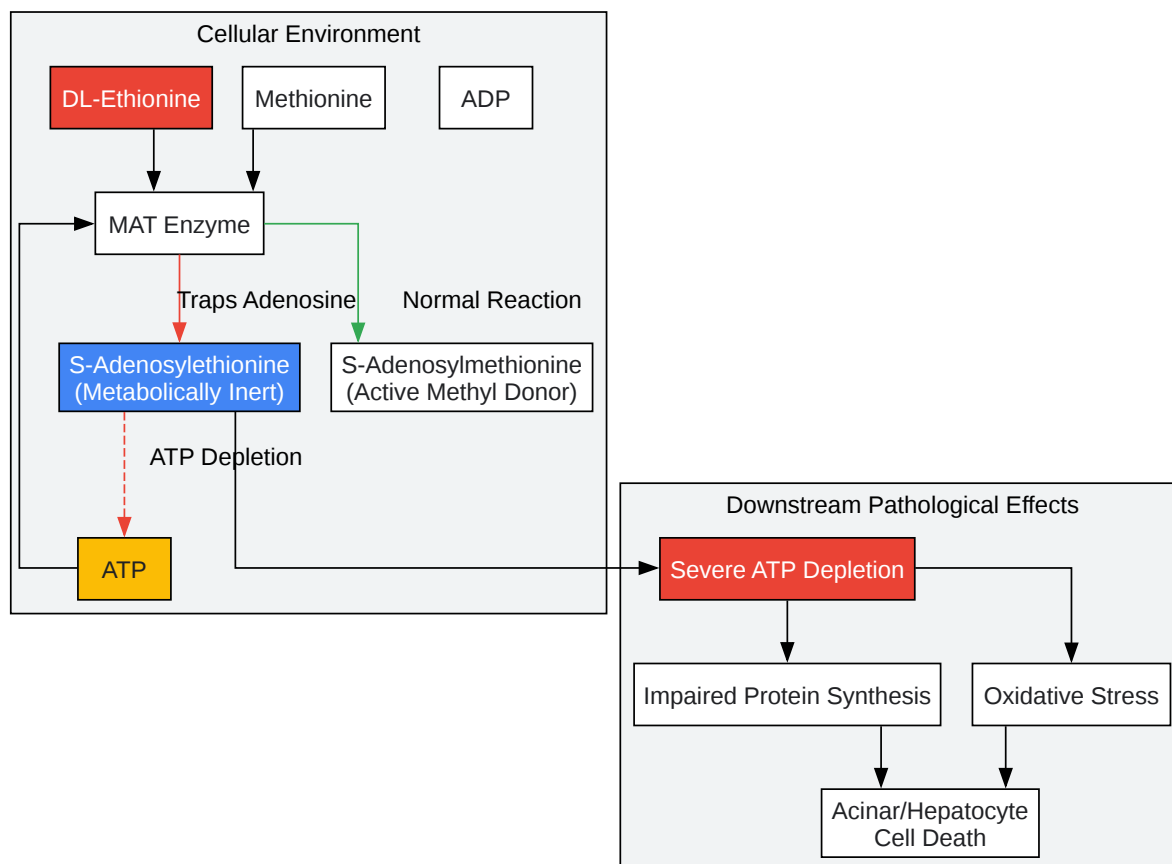 Cellular Environment
DL-Ethionine
Methionine
ADP
MAT Enzyme
Traps Adenosine
Normal Reaction
S-Adenosylethionine
(Metabolically Inert)
S-Adenosylmethionine
(Active Methyl Donor)
ATP Depletion
ATP
Downstream Pathological Effects
Severe ATP Depletion
Impaired Protein Synthesis
Oxidative Stress
Acinar/Hepatocyte
Cell Death